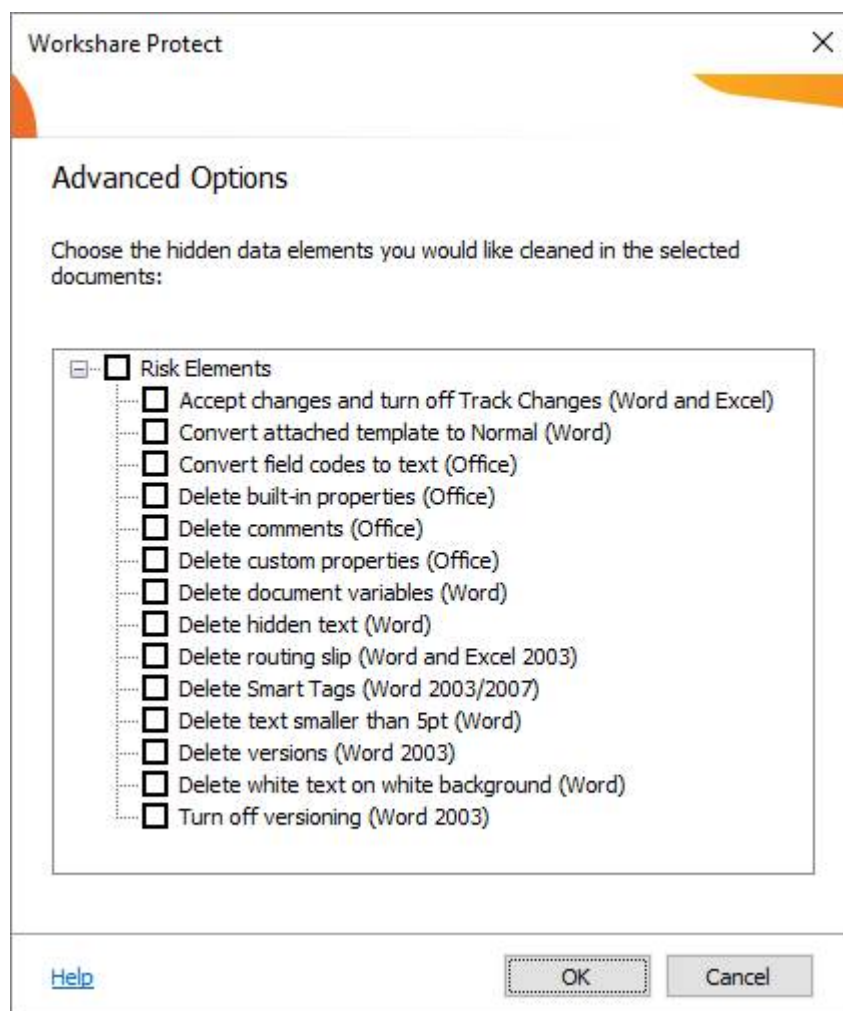 Workshare Protect
Advanced Options
Choose the hidden data elements you would like cleaned in the selected
documents:
Risk Elements
Accept changes and turn off Track Changes (Word and Excel)
Convert attached template to Normal (Word)
Convert field codes to text (Office)
Delete built-in properties (Office)
Delete comments (Office)
Delete custom properties (Office)
Delete document variables (Word)
Delete hidden text (Word)
Delete routing slip (Word and Excel 2003)
Delete Smart Tags (Word 2003/2007)
Delete text smaller than 5pt (Word)
Delete versions (Word 2003)
Delete white text on white background (Word)
Turn off versioning (Word 2003)
Help
OK
Cancel